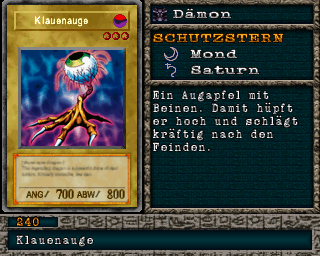 Klauenauge
ANG/ 700 ABW/ 800
Dämon
SCHUTZSTERN
Mond
Saturn
Ein Augapfel mit
Beinen. Damit hüpft
er hoch und schlägt
kräftig nach den
Feinden.
240
Klauenauge